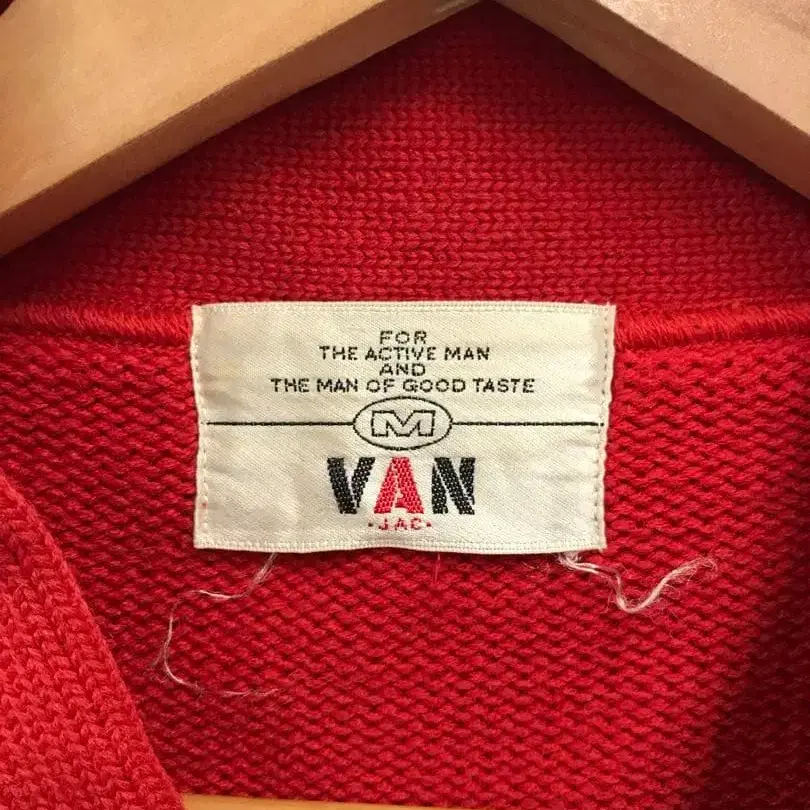 FOR
THE ACTIVE MAN
AND
THE MAN OF GOOD TASTE
M
VAN
·JAC·